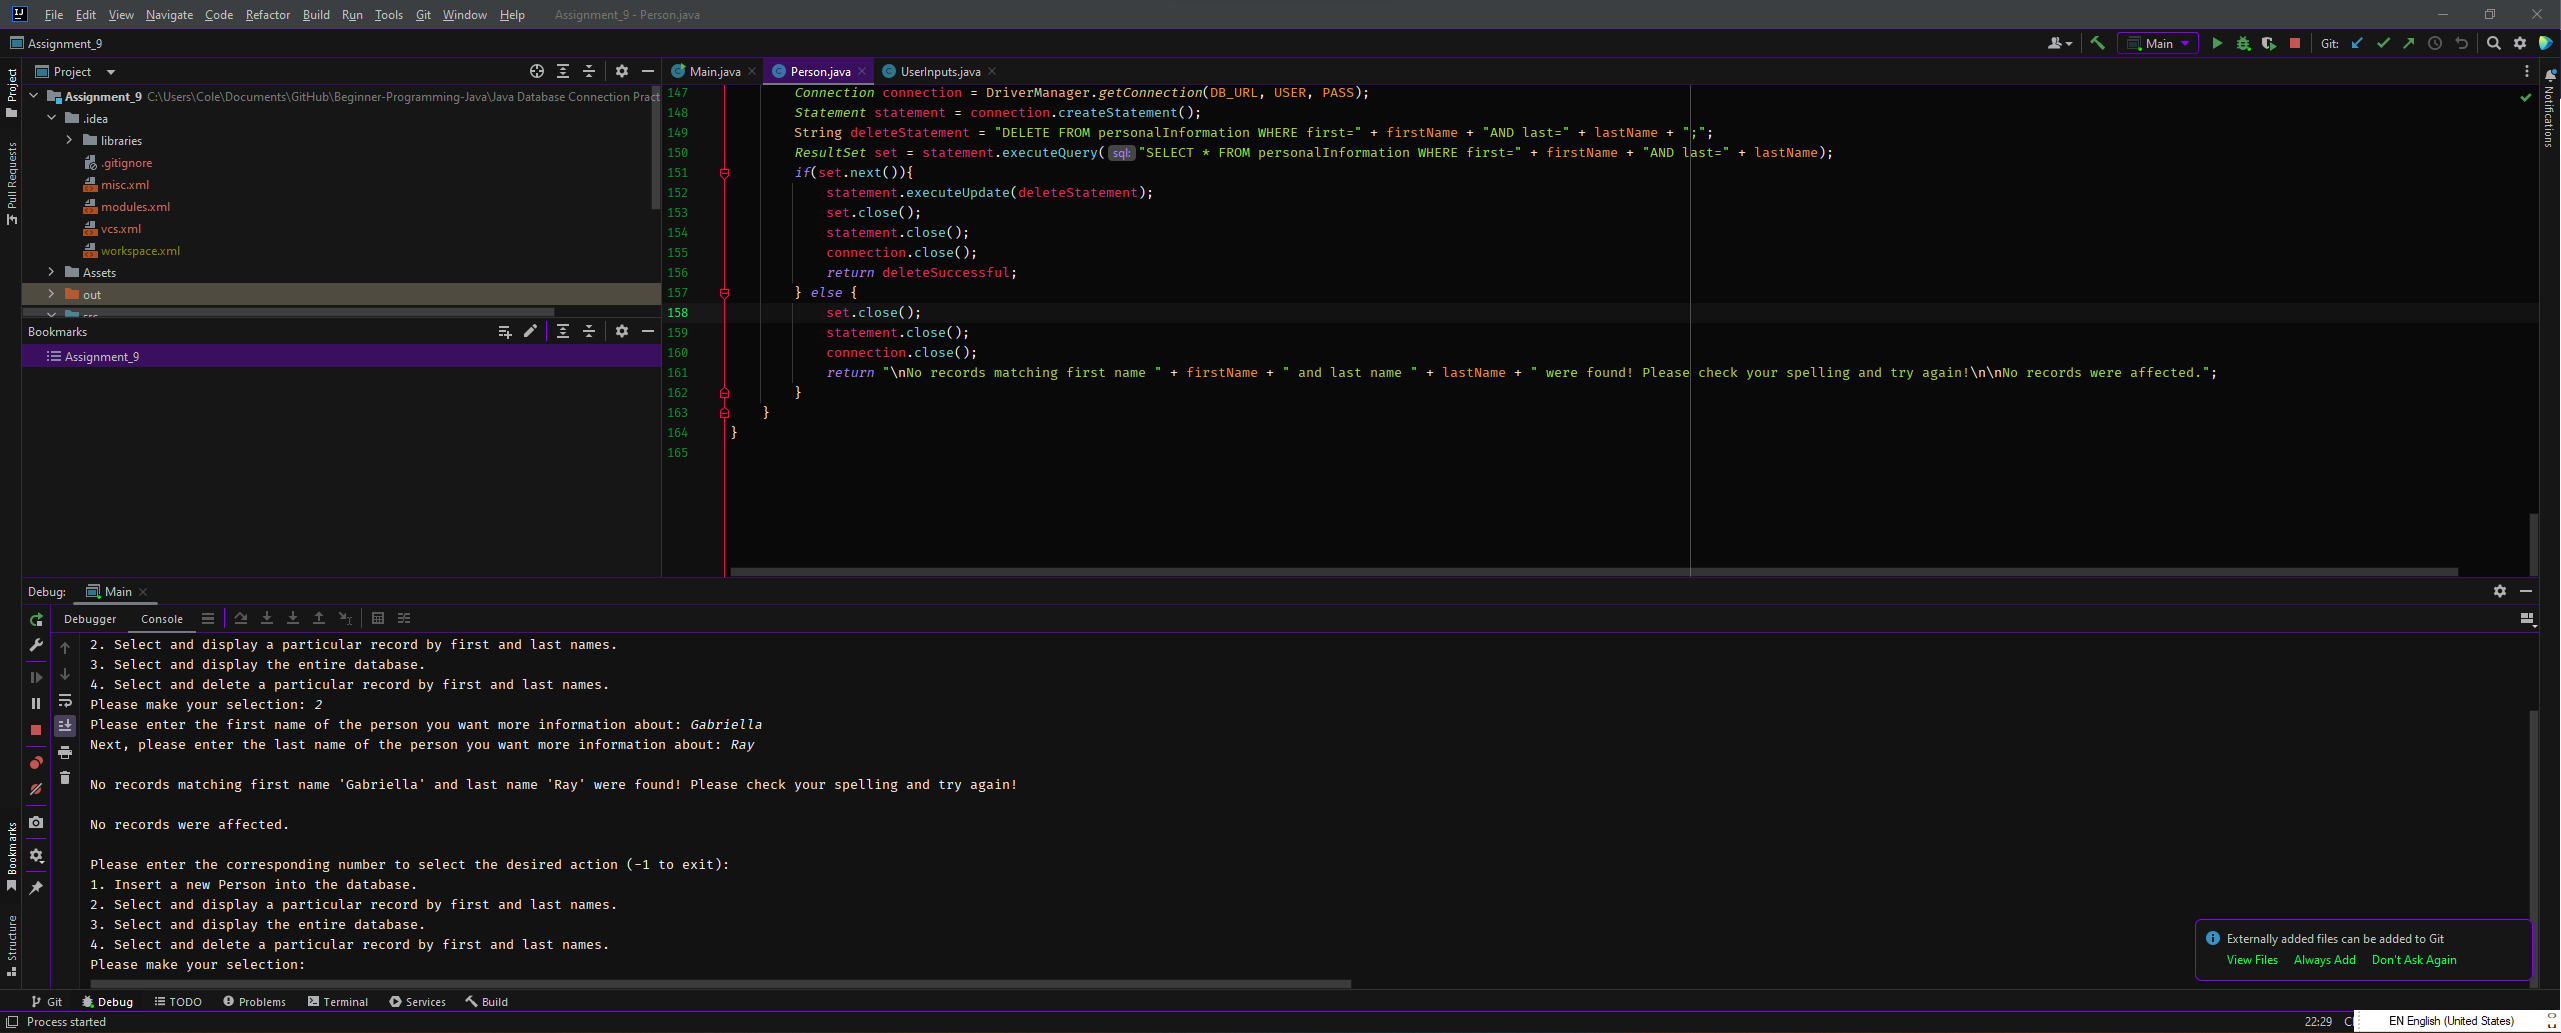 File Edit View Navigate Code Refactor Build Run Tools Git Window Help Assignment_9 - Person.java
Assignment_9 Main Git:
Project
Main.java Person.java UserInputs.java
Assignment_9 C:\Users\Cole\Documents\GitHub\Beginner-Programming-Java\Java Database Connection Pract
.idea
libraries
.gitignore
misc.xml
modules.xml
vcs.xml
workspace.xml
Assets
out
src
Bookmarks
Assignment_9
Project
Pull Requests
Bookmarks
Structure
Notifications
147 Connection connection = DriverManager.getConnection(DB_URL, USER, PASS);
148 Statement statement = connection.createStatement();
149 String deleteStatement = "DELETE FROM personalInformation WHERE first=" + firstName + "AND last=" + lastName + ";";
150 ResultSet set = statement.executeQuery( sql: "SELECT * FROM personalInformation WHERE first=" + firstName + "AND last=" + lastName);
151 if(set.next()){
152 statement.executeUpdate(deleteStatement);
153 set.close();
154 statement.close();
155 connection.close();
156 return deleteSuccessful;
157 } else {
158 set.close();
159 statement.close();
160 connection.close();
161 return "\nNo records matching first name " + firstName + " and last name " + lastName + " were found! Please check your spelling and try again!\n\nNo records were affected.";
162 }
163 }
164 }
165
Debug: Main
Debugger Console
2. Select and display a particular record by first and last names.
3. Select and display the entire database.
4. Select and delete a particular record by first and last names.
Please make your selection: 2
Please enter the first name of the person you want more information about: Gabriella
Next, please enter the last name of the person you want more information about: Ray
No records matching first name 'Gabriella' and last name 'Ray' were found! Please check your spelling and try again!
No records were affected.
Please enter the corresponding number to select the desired action (-1 to exit):
1. Insert a new Person into the database.
2. Select and display a particular record by first and last names.
3. Select and display the entire database.
4. Select and delete a particular record by first and last names.
Please make your selection:
Externally added files can be added to Git
View Files Always Add Don't Ask Again
Git Debug TODO Problems Terminal Services Build
Process started 22:29 EN English (United States)